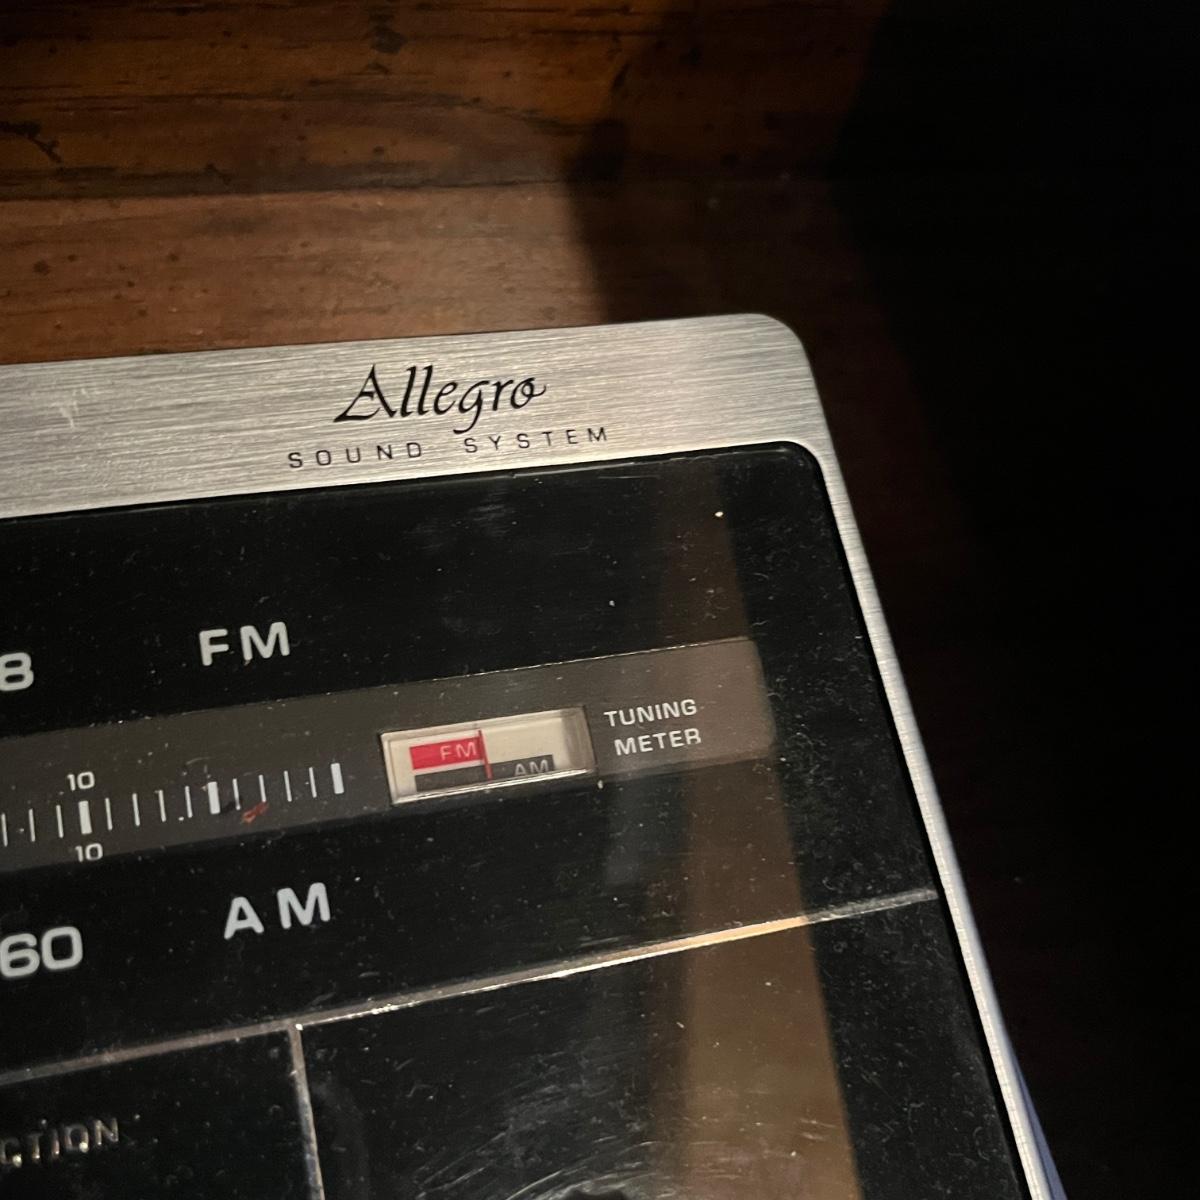 Allegro
SOUND SYSTEM
8 FM
TUNING
METER
FM
AM
10
10
60 AM
CTION